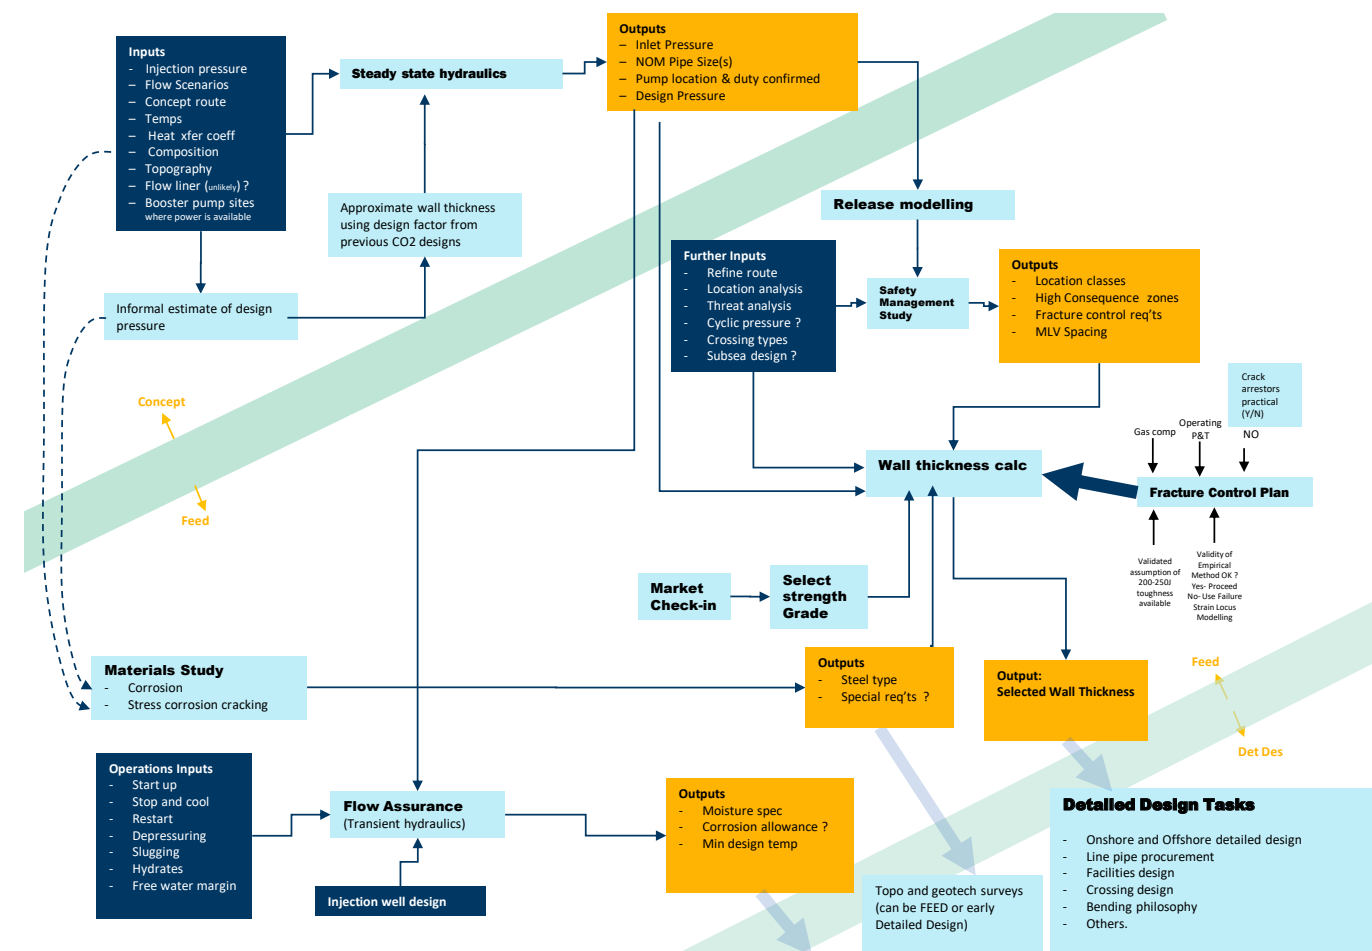 Inputs
- Injection pressure
– Flow Scenarios
– Concept route
– Temps
– Heat xfer coeff
– Composition
– Topography
– Flow liner (unlikely) ?
– Booster pump sites
where power is available
Steady state hydraulics
Outputs
– Inlet Pressure
– NOM Pipe Size(s)
– Pump location & duty confirmed
– Design Pressure
Approximate wall thickness
using design factor from
previous CO2 designs
Informal estimate of design
pressure
Release modelling
Further Inputs
- Refine route
- Location analysis
- Threat analysis
- Cyclic pressure ?
- Crossing types
- Subsea design ?
Safety
Management
Study
Outputs
- Location classes
- High Consequence zones
- Fracture control req'ts
- MLV Spacing
Concept
Feed
Crack
arrestors
practical
(Y/N)
Gas comp
Operating
P&T
NO
Wall thickness calc
Fracture Control Plan
Validated
assumption of
200-250J
toughness
available
Validity of
Empirical
Method OK ?
Yes- Proceed
No- Use Failure
Strain Locus
Modelling
Market
Check-in
Select
strength
Grade
Materials Study
- Corrosion
- Stress corrosion cracking
Outputs
- Steel type
- Special req'ts ?
Output:
Selected Wall Thickness
Feed
Det Des
Operations Inputs
- Start up
- Stop and cool
- Restart
- Depressuring
- Slugging
- Hydrates
- Free water margin
Flow Assurance
(Transient hydraulics)
Injection well design
Outputs
- Moisture spec
- Corrosion allowance ?
- Min design temp
Topo and geotech surveys
(can be FEED or early
Detailed Design)
Detailed Design Tasks
- Onshore and Offshore detailed design
- Line pipe procurement
- Facilities design
- Crossing design
- Bending philosophy
- Others.